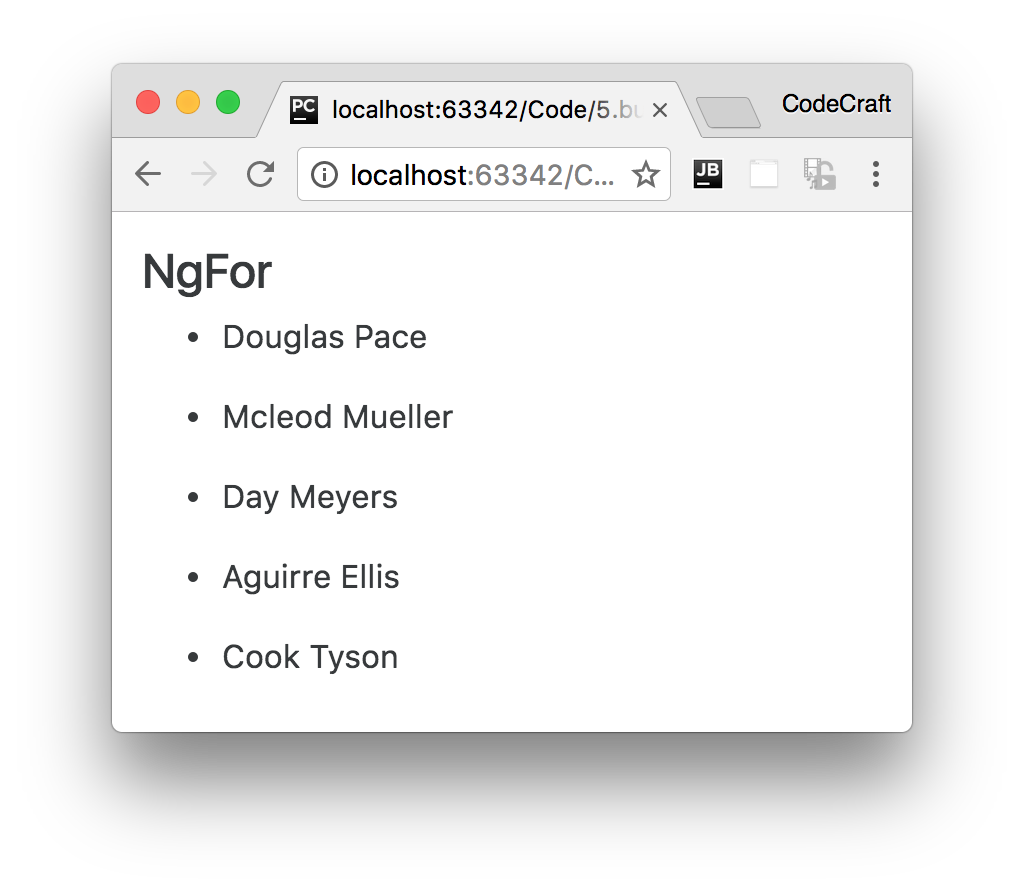 PC localhost:63342/Code/5.bu CodeCraft
localhost:63342/C... JB
NgFor
• Douglas Pace
• Mcleod Mueller
• Day Meyers
• Aguirre Ellis
• Cook Tyson